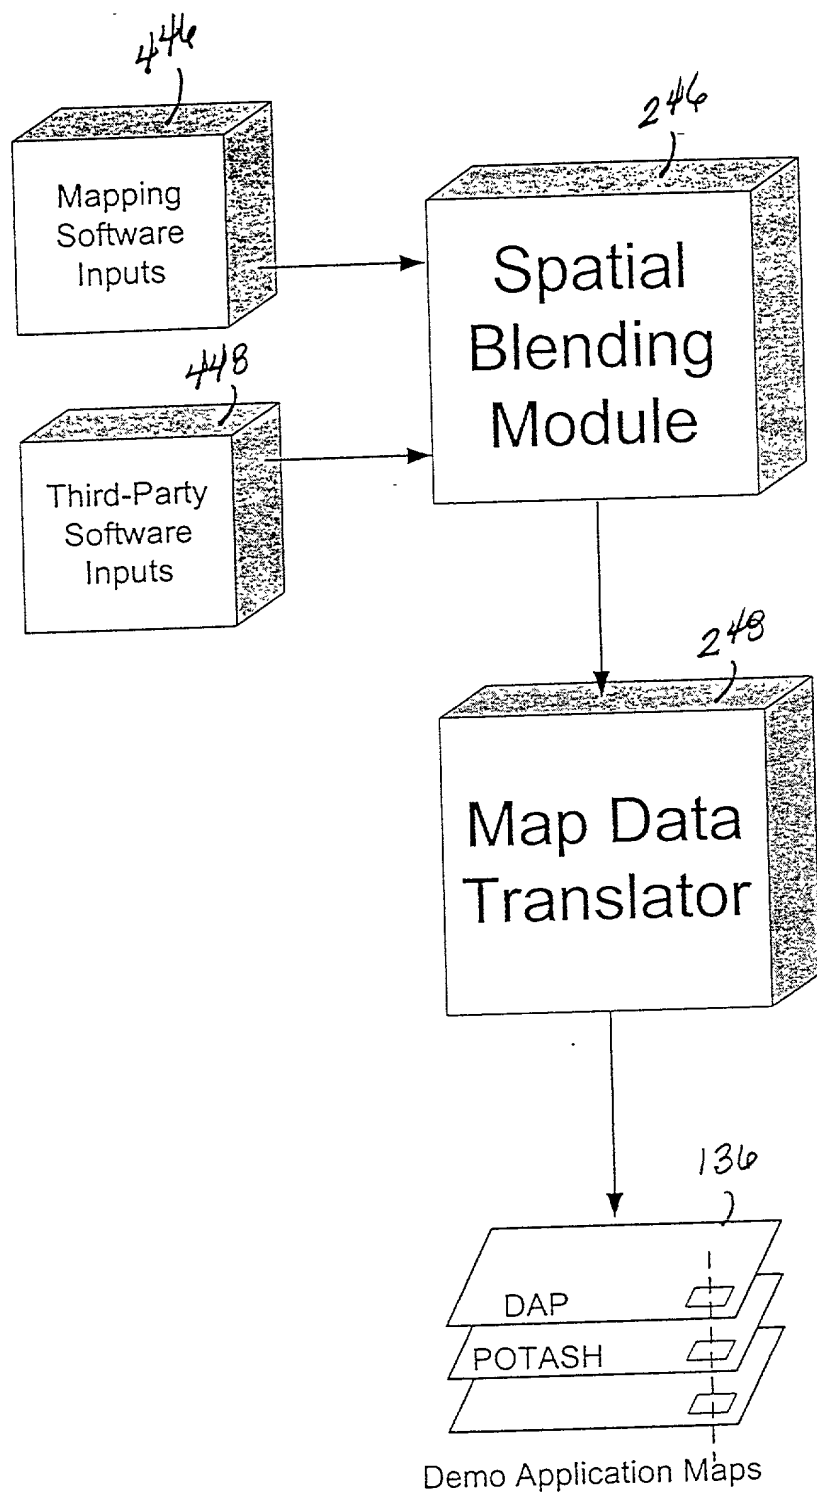 446
Mapping
Software
Inputs
246
Spatial
Blending
Module
448
Third-Party
Software
Inputs
248
Map Data
Translator
136
DAP
POTASH
Demo Application Maps